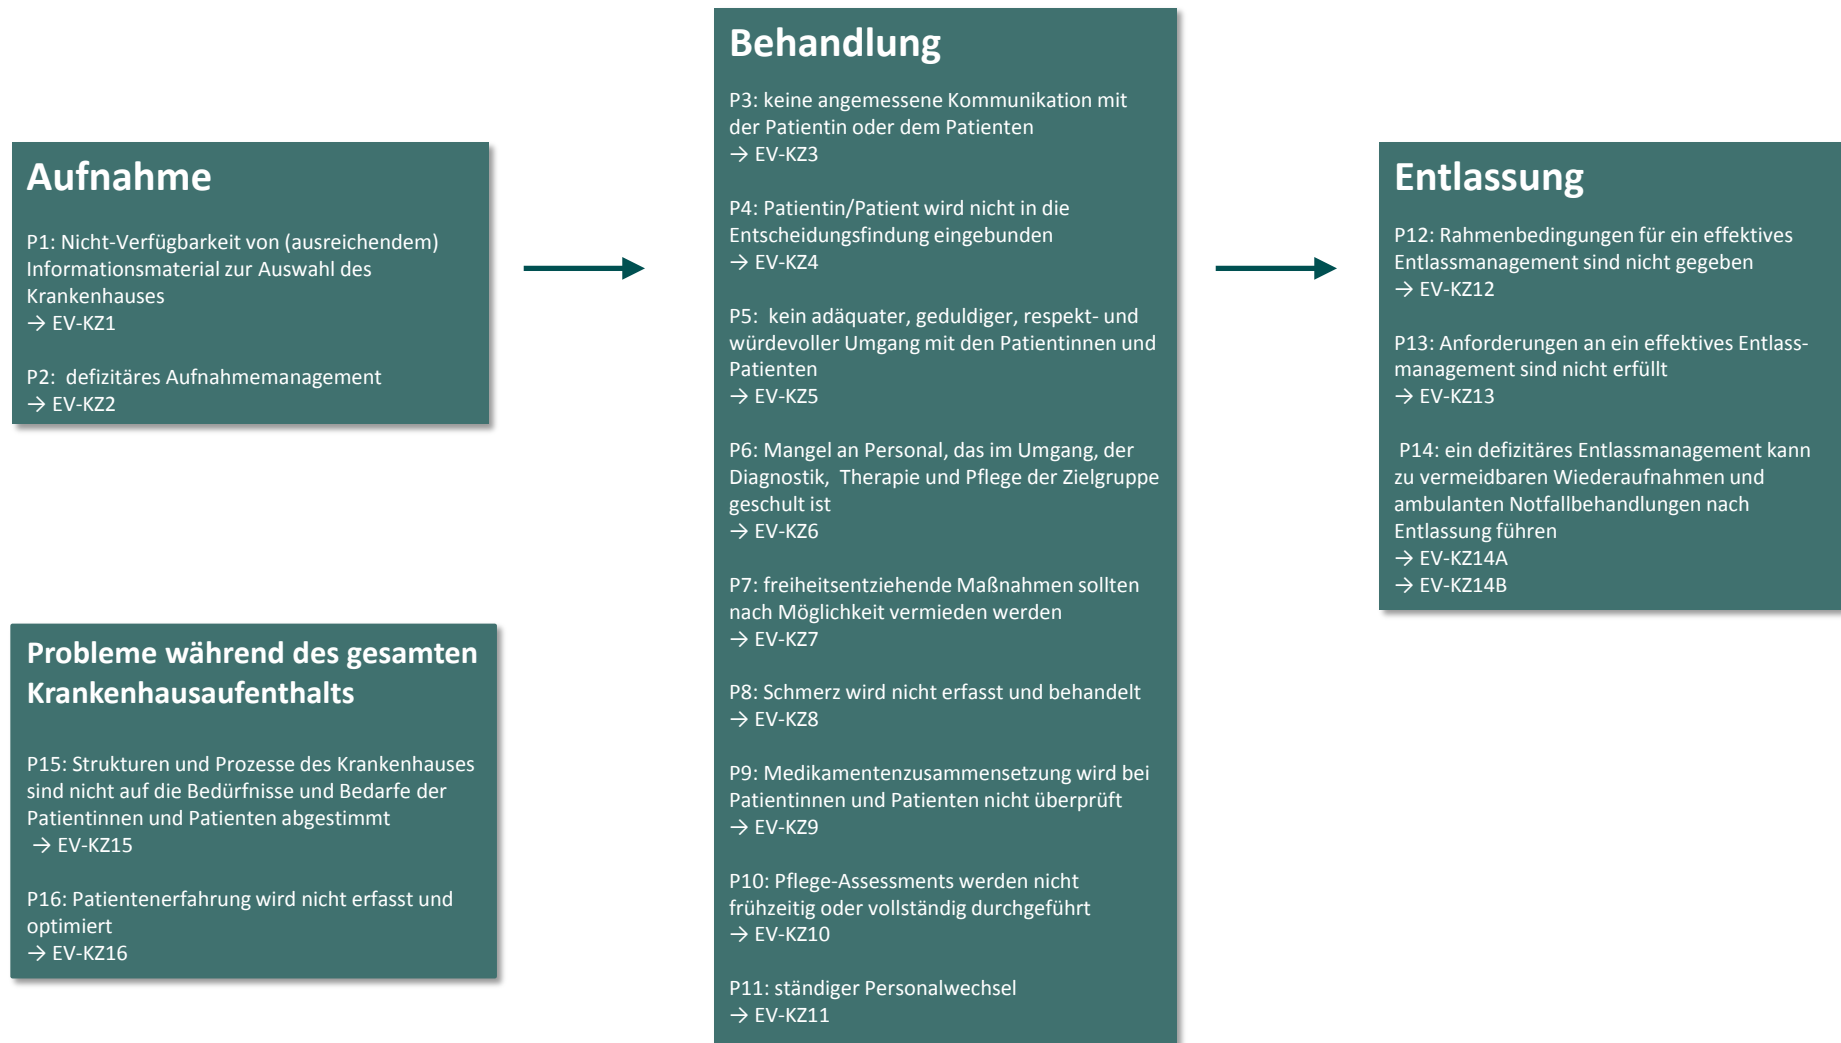 Aufnahme
P1: Nicht-Verfügbarkeit von (ausreichendem)
Informationsmaterial zur Auswahl des
Krankenhauses
→ EV-KZ1
P2:  defizitäres Aufnahmemanagement
→ EV-KZ2
Probleme während des gesamten
Krankenhausaufenthalts
P15: Strukturen und Prozesse des Krankenhauses
sind nicht auf die Bedürfnisse und Bedarfe der
Patientinnen und Patienten abgestimmt
→ EV-KZ15
P16: Patientenerfahrung wird nicht erfasst und
optimiert
→ EV-KZ16
Behandlung
P3: keine angemessene Kommunikation mit
der Patientin oder dem Patienten
→ EV-KZ3
P4: Patientin/Patient wird nicht in die
Entscheidungsfindung eingebunden
→ EV-KZ4
P5:  kein adäquater, geduldiger, respekt- und
würdevoller Umgang mit den Patientinnen und
Patienten
→ EV-KZ5
P6: Mangel an Personal, das im Umgang, der
Diagnostik,  Therapie und Pflege der Zielgruppe
geschult ist
→ EV-KZ6
P7: freiheitsentziehende Maßnahmen sollten
nach Möglichkeit vermieden werden
→ EV-KZ7
P8: Schmerz wird nicht erfasst und behandelt
→ EV-KZ8
P9: Medikamentenzusammensetzung wird bei
Patientinnen und Patienten nicht überprüft
→ EV-KZ9
P10: Pflege-Assessments werden nicht
frühzeitig oder vollständig durchgeführt
→ EV-KZ10
P11: ständiger Personalwechsel
→ EV-KZ11
Entlassung
P12: Rahmenbedingungen für ein effektives
Entlassmanagement sind nicht gegeben
→ EV-KZ12
P13: Anforderungen an ein effektives Entlass-
management sind nicht erfüllt
→ EV-KZ13
P14: ein defizitäres Entlassmanagement kann
zu vermeidbaren Wiederaufnahmen und
ambulanten Notfallbehandlungen nach
Entlassung führen
→ EV-KZ14A
→ EV-KZ14B